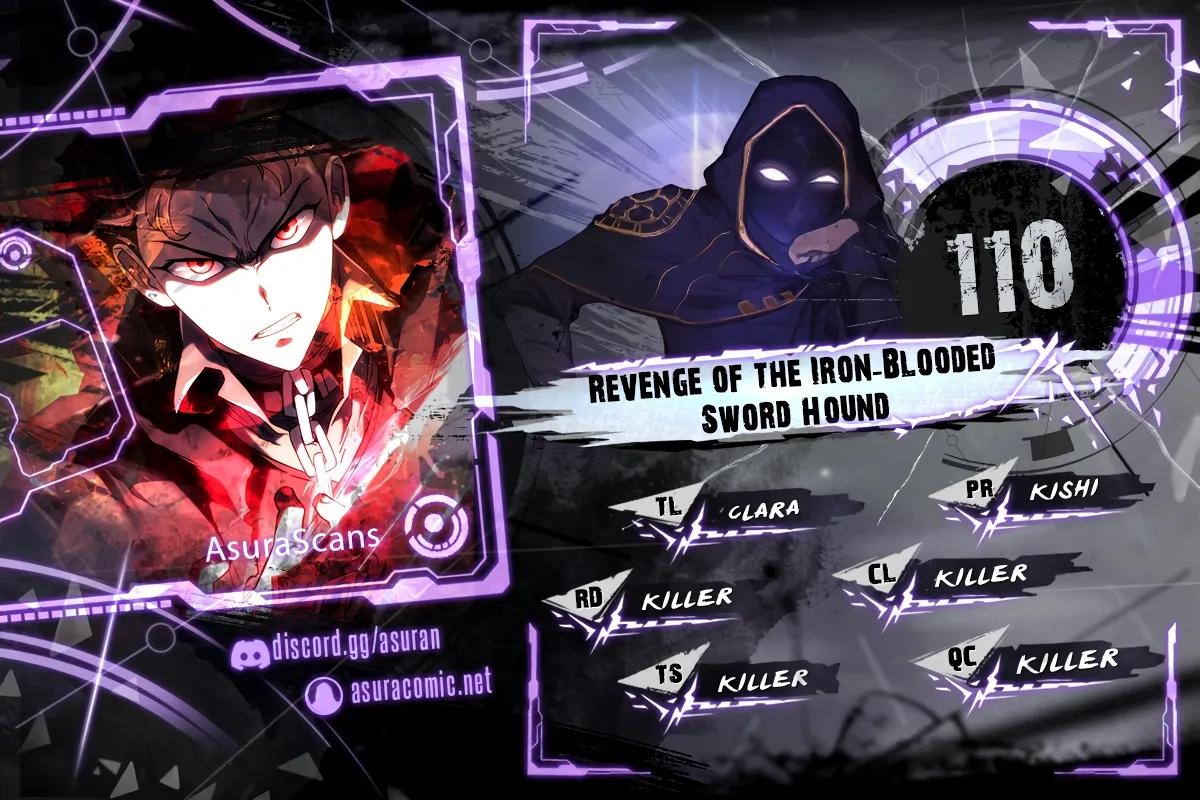 110
REVENGE OF THE IRON-BLOODED
SWORD HOUND
TL CLARA
PR KISHI
RD KILLER
CL KILLER
TS KILLER
QC KILLER
AsuraScans
discord.gg/asuran
asuracomic.net